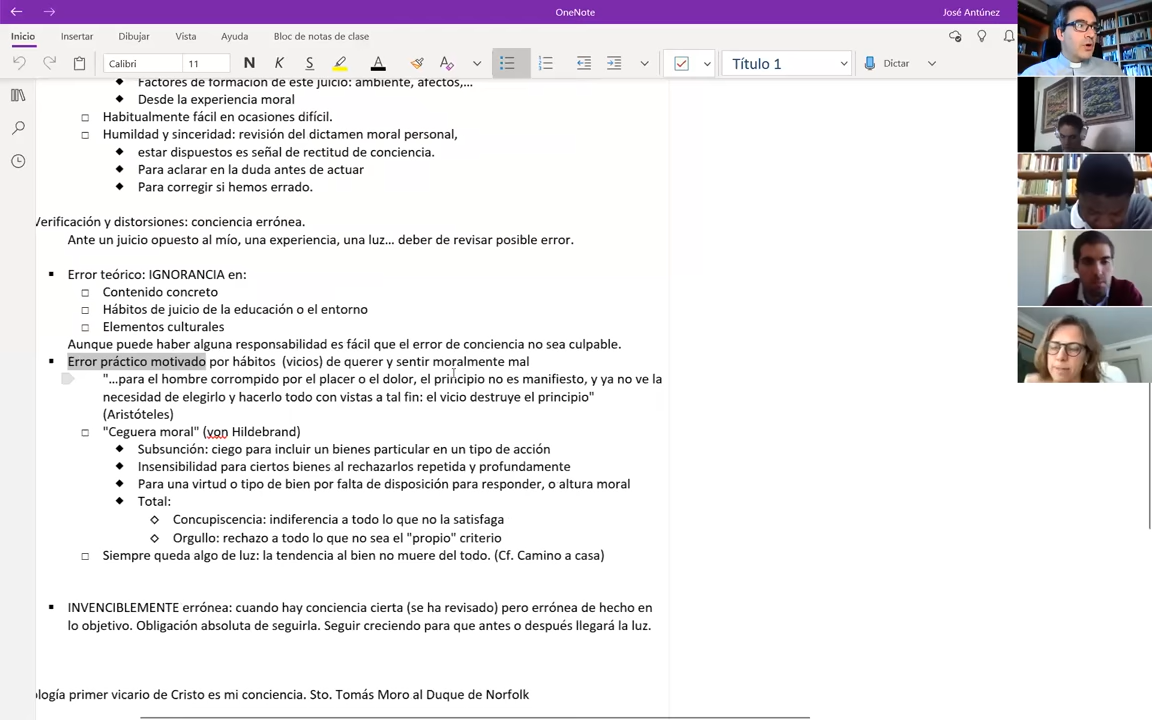 OneNote
José Antúnez
Inicio Insertar Dibujar Vista Ayuda Bloc de notas de clase
Calibri 11 N K S A Título 1 Dictar
Factores de formación de este juicio: ambiente, afectos,...
Desde la experiencia moral
Habitualmente fácil en ocasiones difícil.
Humildad y sinceridad: revisión del dictamen moral personal,
estar dispuestos es señal de rectitud de conciencia.
Para aclarar en la duda antes de actuar
Para corregir si hemos errado.
Verificación y distorsiones: conciencia errónea.
Ante un juicio opuesto al mío, una experiencia, una luz... deber de revisar posible error.
Error teórico: IGNORANCIA en:
Contenido concreto
Hábitos de juicio de la educación o el entorno
Elementos culturales
Aunque puede haber alguna responsabilidad es fácil que el error de conciencia no sea culpable.
Error práctico motivado por hábitos (vicios) de querer y sentir moralmente mal
"...para el hombre corrompido por el placer o el dolor, el principio no es manifiesto, y ya no ve la
necesidad de elegirlo y hacerlo todo con vistas a tal fin: el vicio destruye el principio"
(Aristóteles)
"Ceguera moral" (von Hildebrand)
Subsunción: ciego para incluir un bienes particular en un tipo de acción
Insensibilidad para ciertos bienes al rechazarlos repetida y profundamente
Para una virtud o tipo de bien por falta de disposición para responder, o altura moral
Total:
Concupiscencia: indiferencia a todo lo que no la satisfaga
Orgullo: rechazo a todo lo que no sea el "propio" criterio
Siempre queda algo de luz: la tendencia al bien no muere del todo. (Cf. Camino a casa)
INVENCIBLEMENTE errónea: cuando hay conciencia cierta (se ha revisado) pero errónea de hecho en
lo objetivo. Obligación absoluta de seguirla. Seguir creciendo para que antes o después llegará la luz.
ología primer vicario de Cristo es mi conciencia. Sto. Tomás Moro al Duque de Norfolk